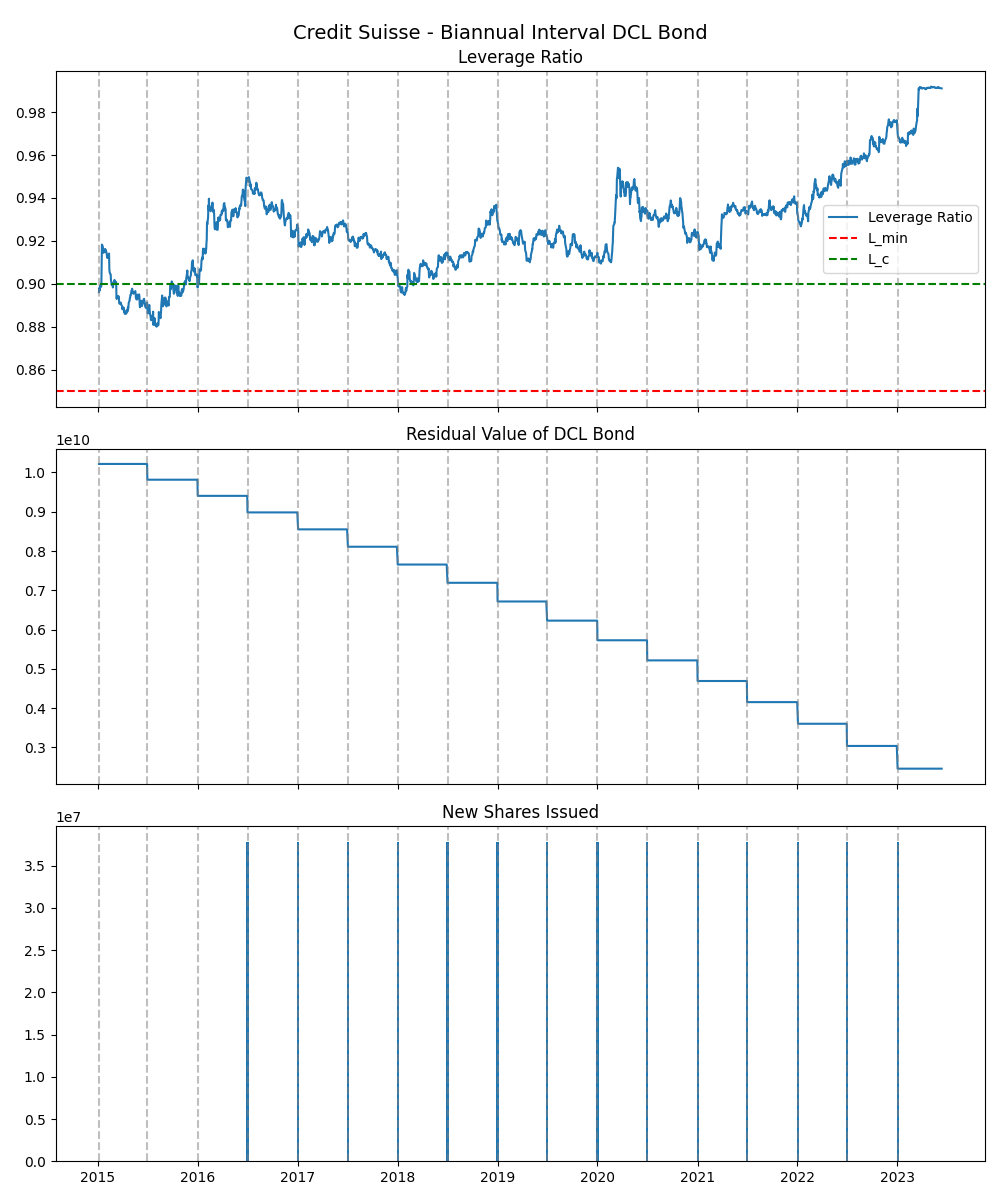 Credit Suisse - Biannual Interval DCL Bond
Leverage Ratio
0.98
0.96
0.94
0.92
0.90
0.88
0.86
Leverage Ratio
L_min
L_c
Residual Value of DCL Bond
1e10
1.0
0.9
0.8
0.7
0.6
0.5
0.4
0.3
New Shares Issued
1e7
3.5
3.0
2.5
2.0
1.5
1.0
0.5
0.0
2015 2016 2017 2018 2019 2020 2021 2022 2023